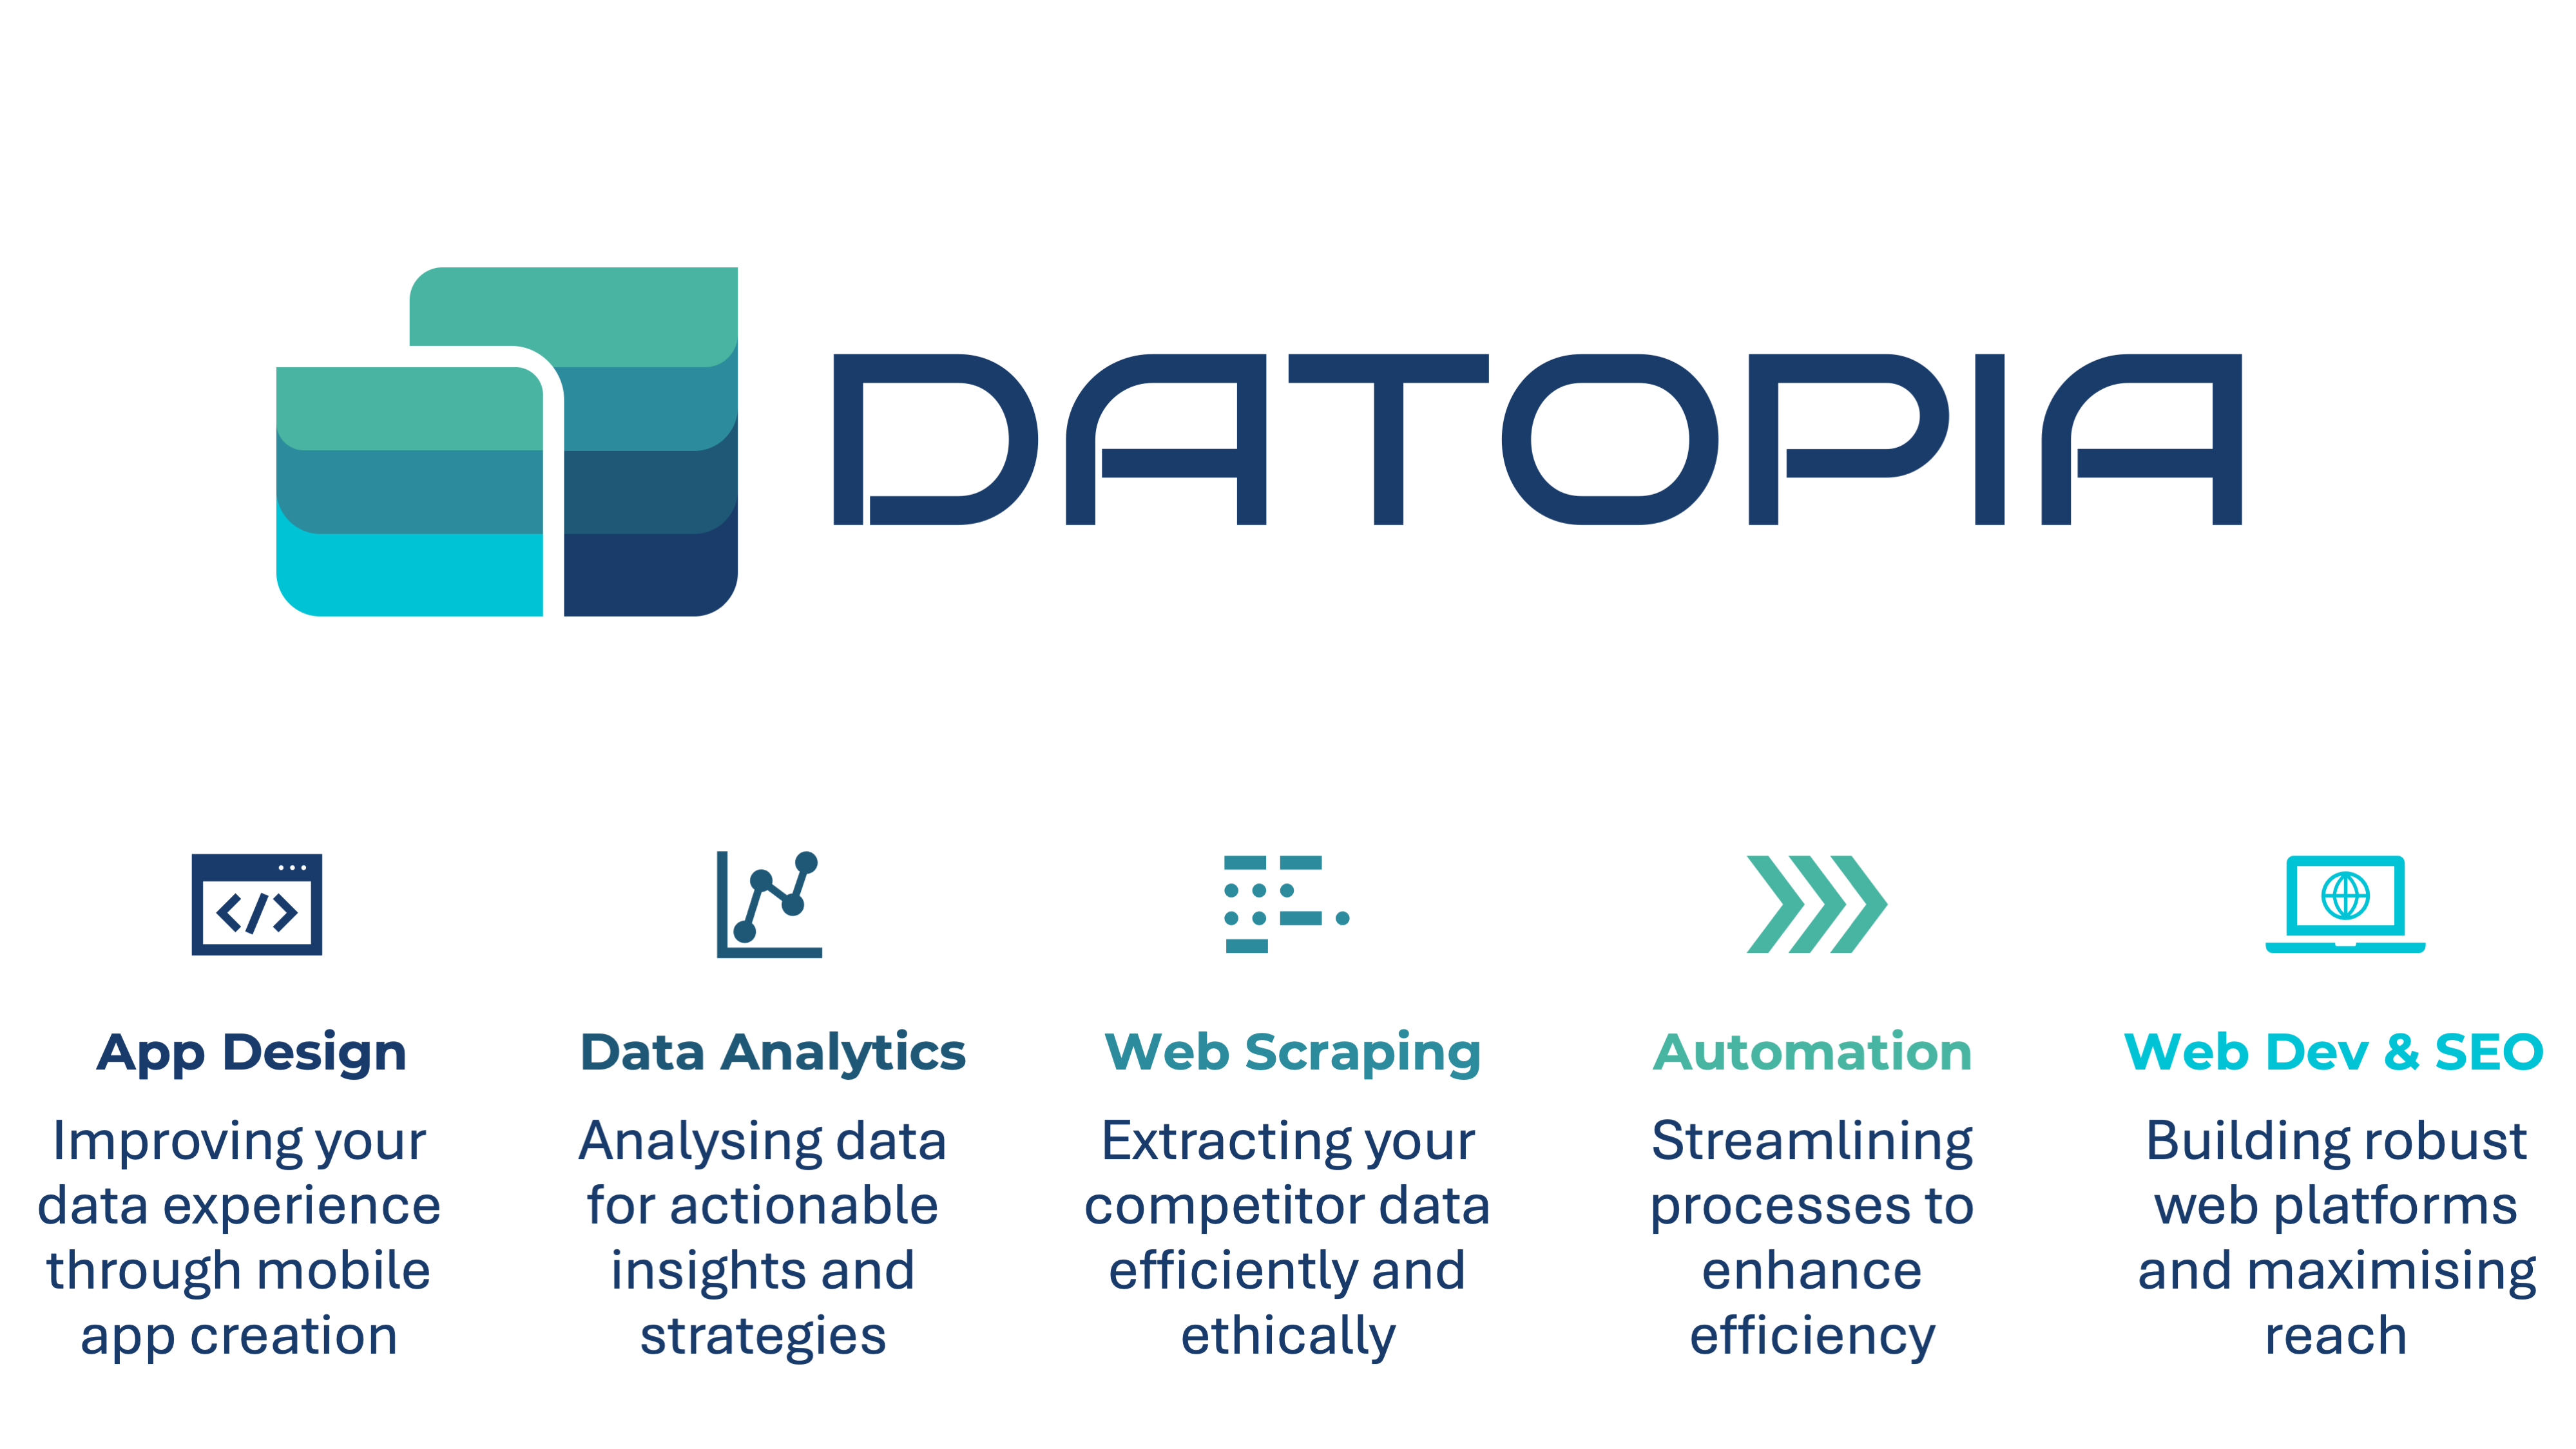 DATOPIA
App Design
Improving your
data experience
through mobile
app creation
Data Analytics
Analysing data
for actionable
insights and
strategies
Web Scraping
Extracting your
competitor data
efficiently and
ethically
Automation
Streamlining
processes to
enhance
efficiency
Web Dev & SEO
Building robust
web platforms
and maximising
reach